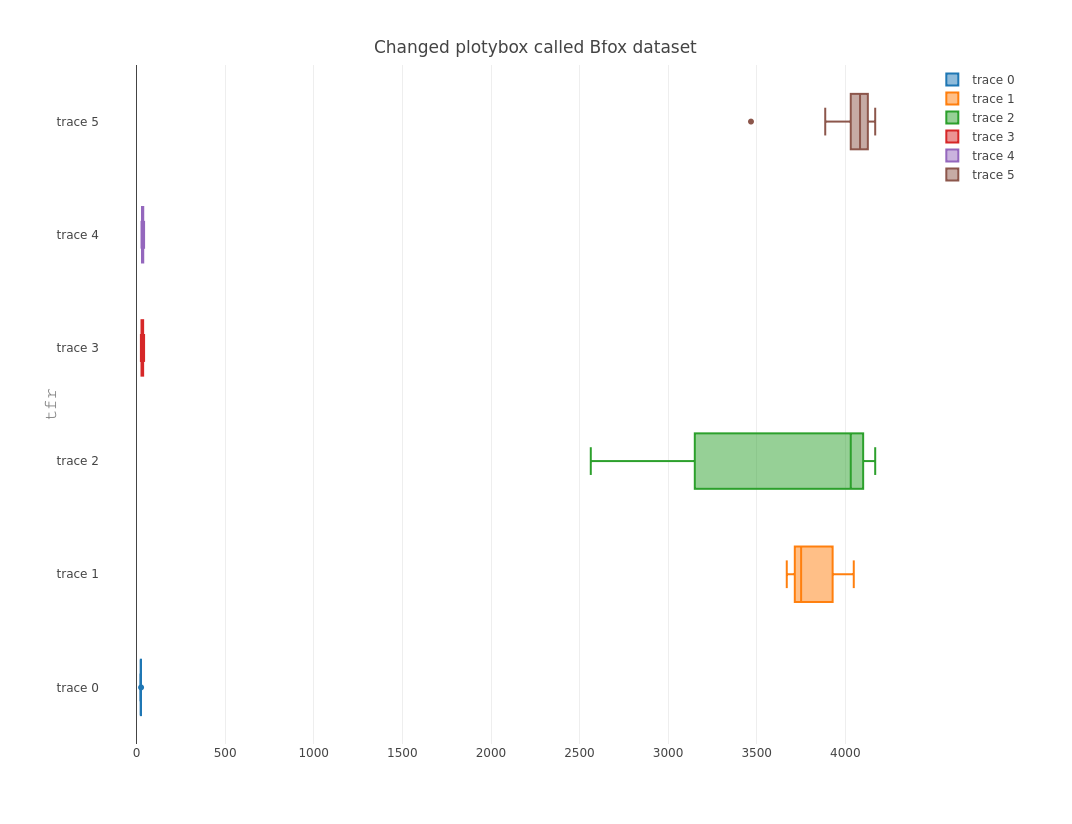 Changed plotybox called Bfox dataset
trace 0
trace 1
trace 2
trace 3
trace 4
trace 5
trace 5
trace 4
trace 3
trace 2
trace 1
trace 0
tfr
0 500 1000 1500 2000 2500 3000 3500 4000